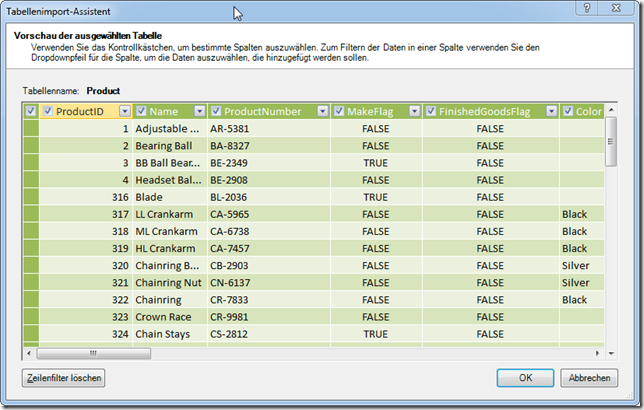 Tabellenimport-Assistent
Vorschau der ausgewählten Tabelle
Verwenden Sie das Kontrollkästchen, um bestimmte Spalten auszuwählen. Zum Filtern der Daten in einer Spalte verwenden Sie den
Dropdownpfeil für die Spalte, um die Daten auszuwählen, die hinzugefügt werden sollen.
Tabellenname: Product
ProductID Name ProductNumber MakeFlag FinishedGoodsFlag Color
1 Adjustable ... AR-5381 FALSE FALSE
2 Bearing Ball BA-8327 FALSE FALSE
3 BB Ball Bear... BE-2349 TRUE FALSE
4 Headset Bal... BE-2908 FALSE FALSE
316 Blade BL-2036 TRUE FALSE
317 LL Crankarm CA-5965 FALSE FALSE Black
318 ML Crankarm CA-6738 FALSE FALSE Black
319 HL Crankarm CA-7457 FALSE FALSE Black
320 Chainring B... CB-2903 FALSE FALSE Silver
321 Chainring Nut CN-6137 FALSE FALSE Silver
322 Chainring CR-7833 FALSE FALSE Black
323 Crown Race CR-9981 FALSE FALSE
324 Chain Stays CS-2812 TRUE FALSE
Zeilenfilter löschen OK Abbrechen